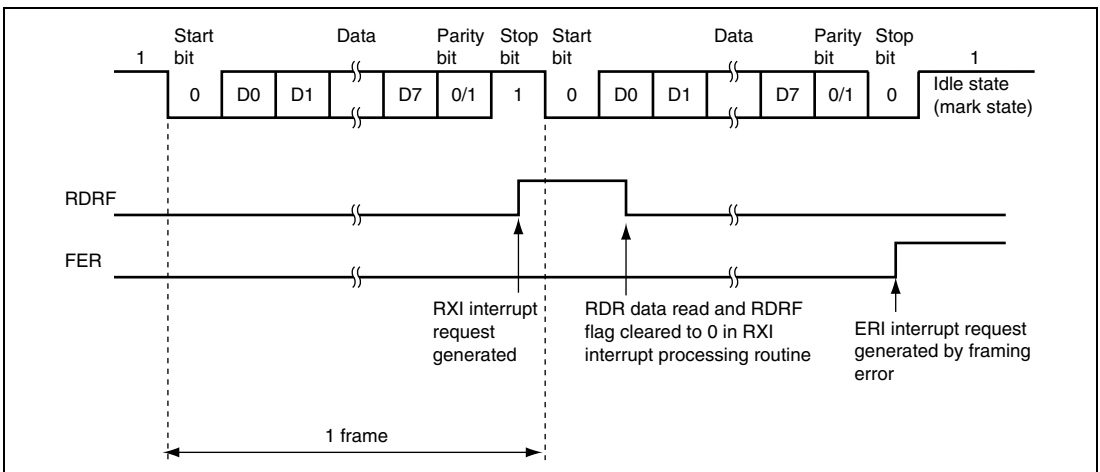 1
Start bit
Data
Parity bit
Stop bit
Start bit
Data
Parity bit
Stop bit
1
0 D0 D1 D7 0/1 1 0 D0 D1 D7 0/1 0
Idle state
(mark state)
RDRF
FER
RXI interrupt
request
generated
RDR data read and RDRF
flag cleared to 0 in RXI
interrupt processing routine
ERI interrupt request
generated by framing
error
1 frame